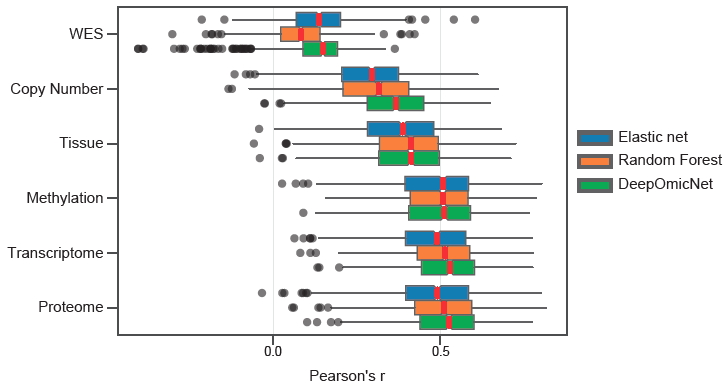 WES
Copy Number
Tissue
Methylation
Transcriptome
Proteome
0.0
0.5
Pearson's r
Elastic net
Random Forest
DeepOmicNet